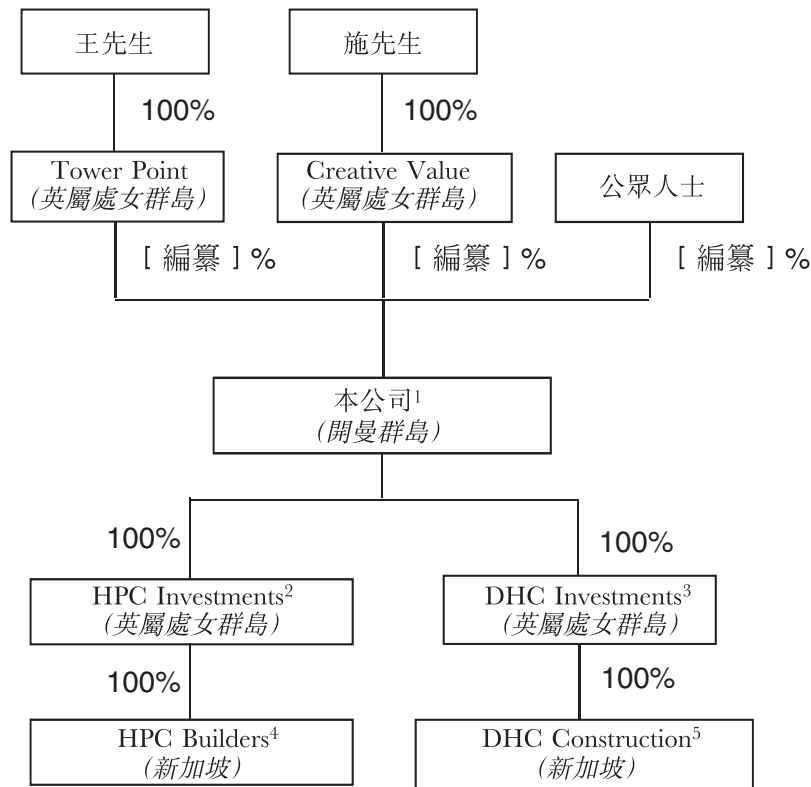 王先生 施先生
100% 100%
Tower Point Creative Value 公眾人士
(英屬處女群島) (英屬處女群島)
[ 編纂 ] % [ 編纂 ] % [ 編纂 ] %
本公司1
(開曼群島)
100% 100%
HPC Investments2 DHC Investments3
(英屬處女群島) (英屬處女群島)
100% 100%
HPC Builders4 DHC Construction5
(新加坡) (新加坡)